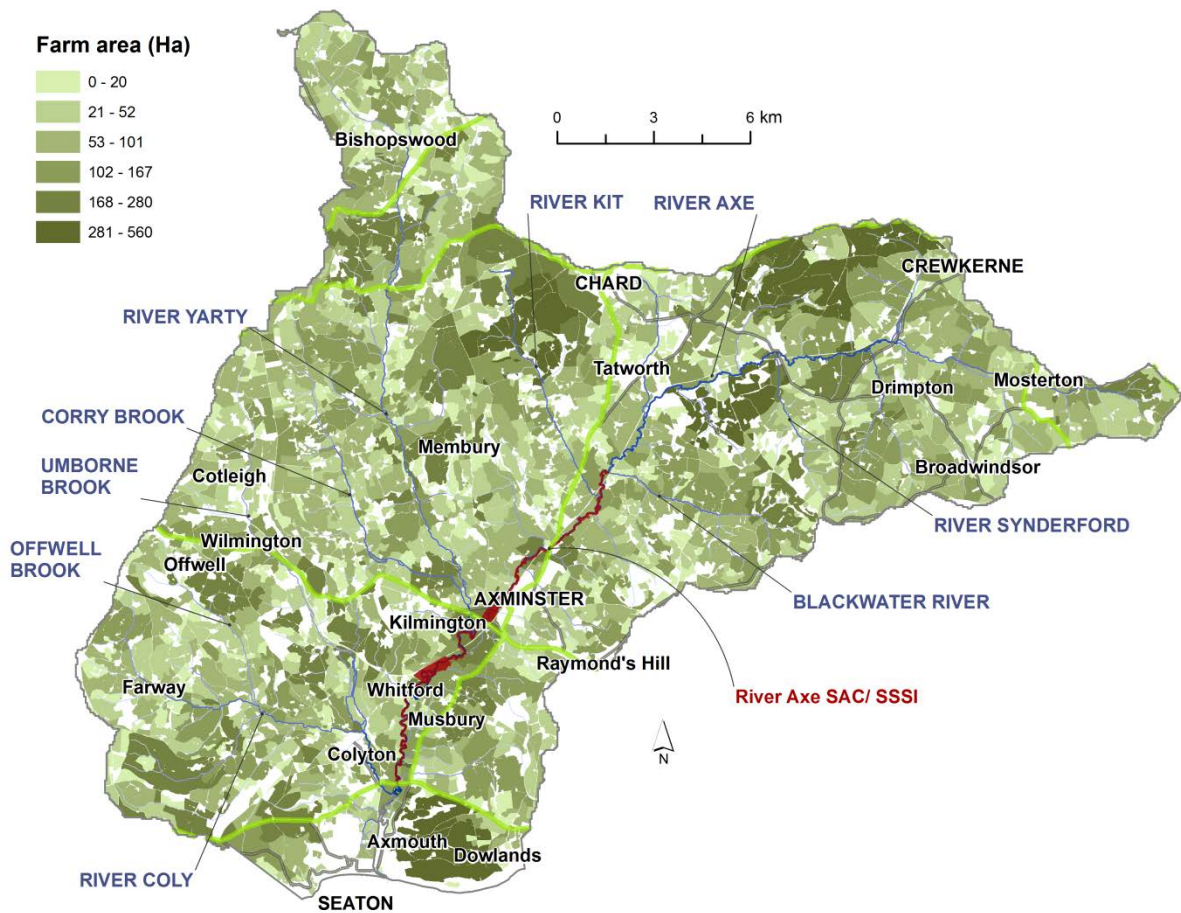 Farm area (Ha)
0 - 20
21 - 52
53 - 101
102 - 167
168 - 280
281 - 560
0 3 6 km
Bishopswood
RIVER KIT
RIVER AXE
CREWKERNE
CHARD
RIVER YARTY
Tatworth
Drimpton
Mosterton
CORRY BROOK
Membury
Broadwindsor
UMBORNE
BROOK
Cotleigh
RIVER SYNDERFORD
OFFWELL
BROOK
Wilmington
Offwell
AXMINSTER
BLACKWATER RIVER
Kilmington
Raymond's Hill
Farway
Whitford
River Axe SAC/ SSSI
Musbury
N
Colyton
Axmouth
Dowlands
RIVER COLY
SEATON